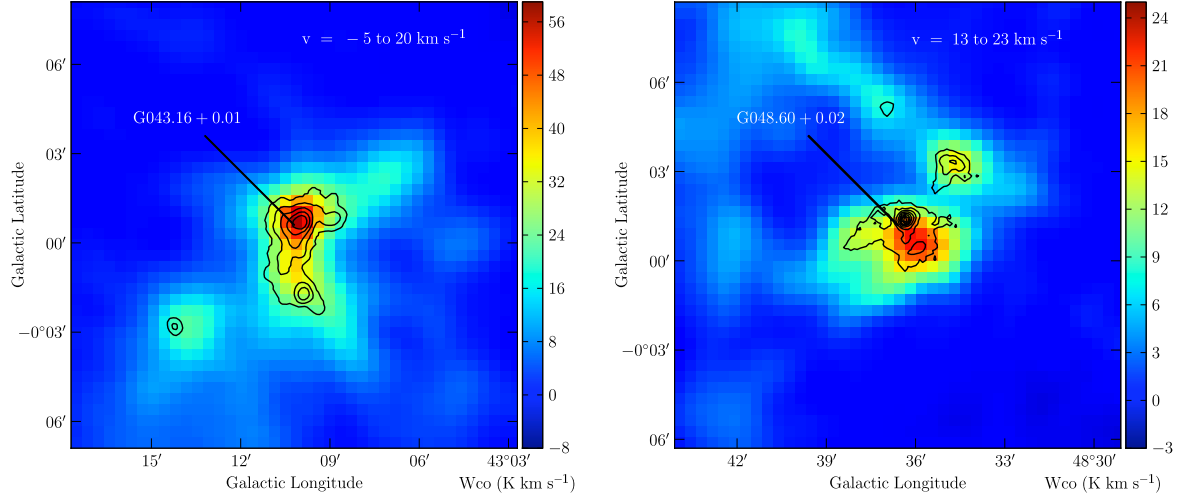 v = −5 to 20 km s⁻¹
G043.16 + 0.01
06′
03′
00′
−0°03′
06′
Galactic Latitude
15′ 12′ 09′ 06′ 43°03′
Galactic Longitude
56
48
40
32
24
16
8
0
−8
Wco (K km s⁻¹)
v = 13 to 23 km s⁻¹
G048.60 + 0.02
06′
03′
00′
−0°03′
06′
Galactic Latitude
42′ 39′ 36′ 33′ 48°30′
Galactic Longitude
24
21
18
15
12
9
6
3
0
−3
Wco (K km s⁻¹)